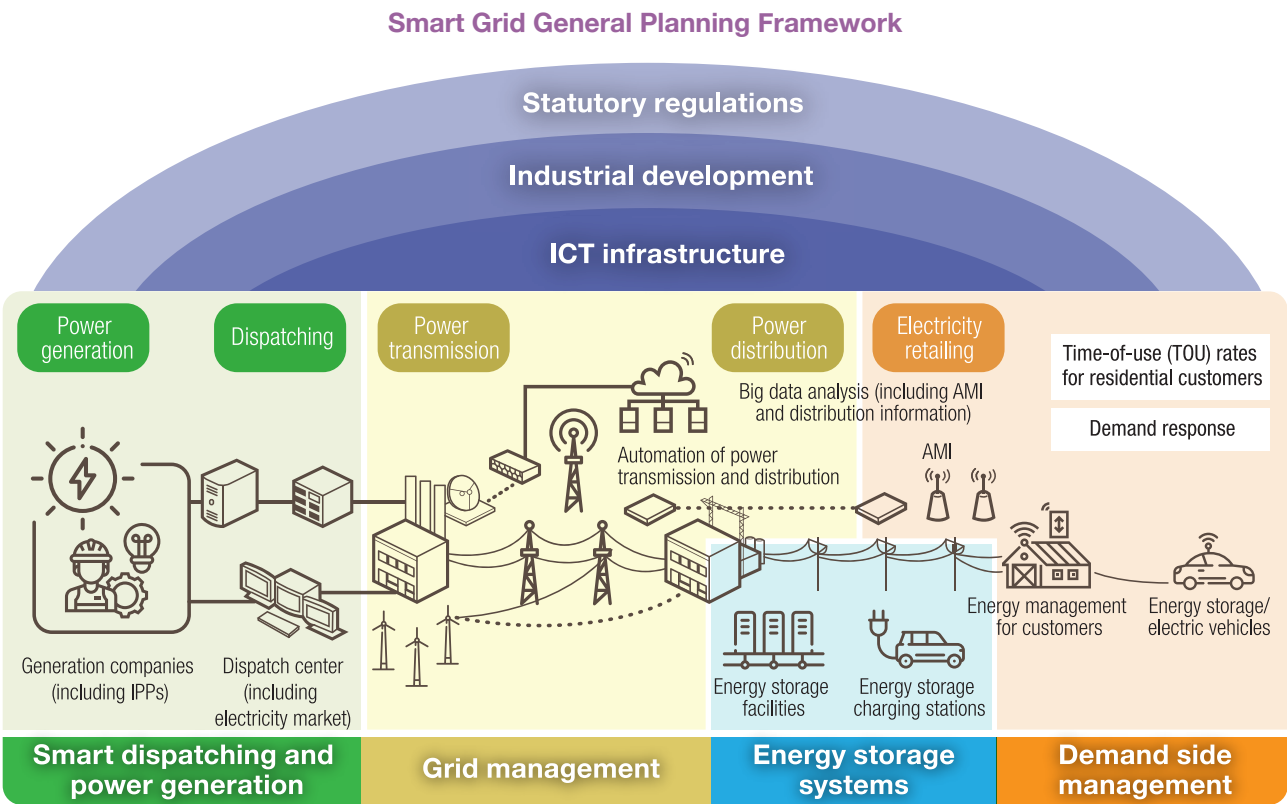 Smart Grid General Planning Framework
Statutory regulations
Industrial development
ICT infrastructure
Power
generation
Dispatching
Power
transmission
Power
distribution
Electricity
retailing
Time-of-use (TOU) rates
for residential customers
Demand response
Big data analysis (including AMI
and distribution information)
Automation of power
transmission and distribution
AMI
Generation companies
(including IPPs)
Dispatch center
(including
electricity market)
Energy storage
facilities
Energy storage
charging stations
Energy management
for customers
Energy storage/
electric vehicles
Smart dispatching and
power generation
Grid management
Energy storage
systems
Demand side
management